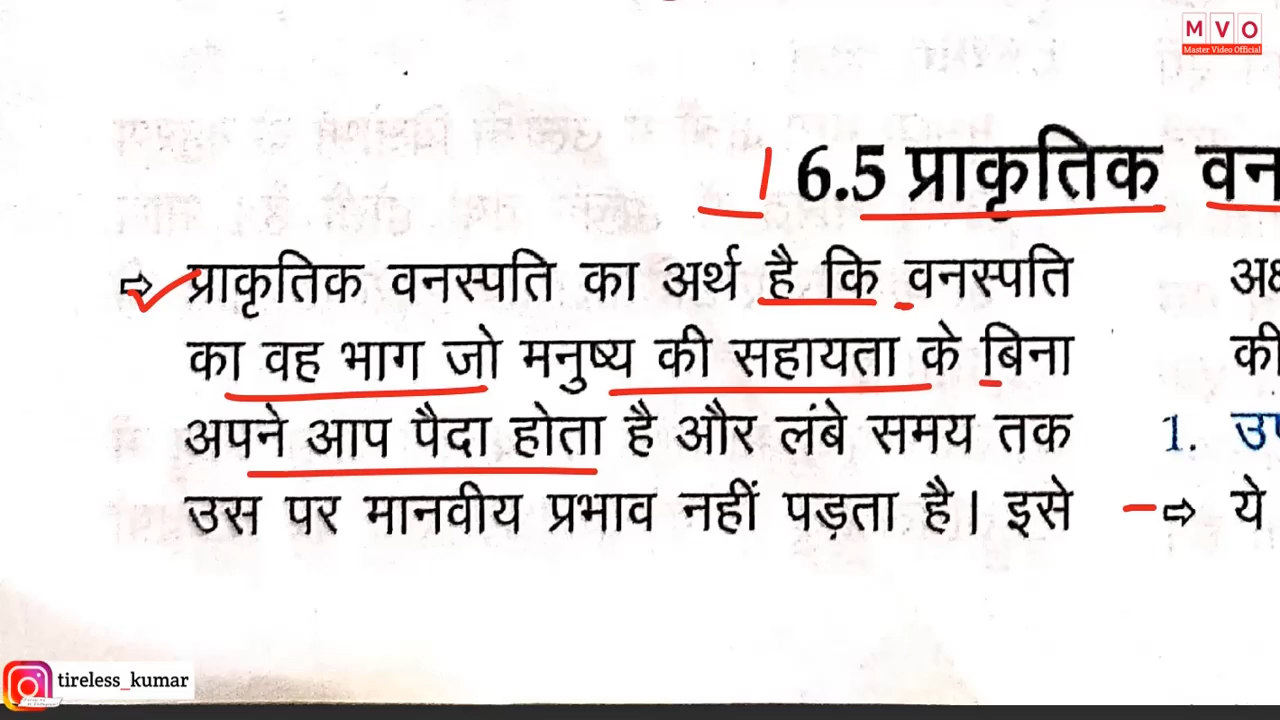 MVO
Master Video Official
6.5 प्राकृतिक
⇨ प्राकृतिक वनस्पति का अर्थ है कि वनस्पति
का वह भाग जो मनुष्य की सहायता के बिना
अपने आप पैदा होता है और लंबे समय तक
उस पर मानवीय प्रभाव नहीं पड़ता है। इसे
की
1.
⇨ ये
tireless_kumar